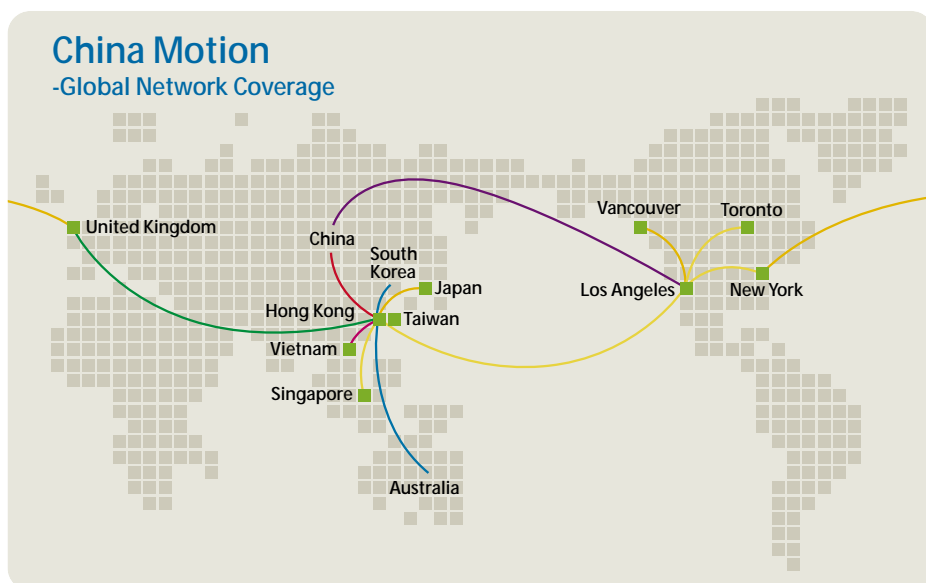 China Motion
-Global Network Coverage
Vancouver
Toronto
United Kingdom
China
South
Korea
Japan
Los Angeles
New York
Hong Kong
Taiwan
Vietnam
Singapore
Australia